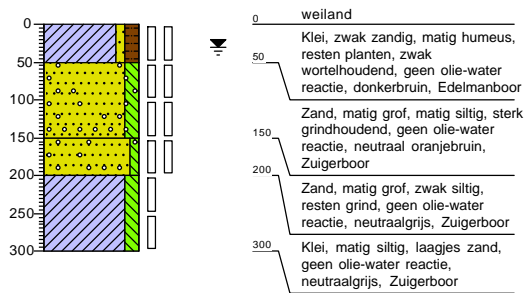 0
50
100
150
200
250
300
0
weiland
Klei, zwak zandig, matig humeus,
resten planten, zwak
wortelhoudend, geen olie-water
reactie, donkerbruin, Edelmanboor
50
Zand, matig grof, matig siltig, sterk
grindhoudend, geen olie-water
reactie, neutraal oranjebruin,
Zuigerboor
150
Zand, matig grof, zwak siltig,
resten grind, geen olie-water
reactie, neutraalgrijs, Zuigerboor
200
Klei, matig siltig, laagjes zand,
geen olie-water reactie,
neutraalgrijs, Zuigerboor
300